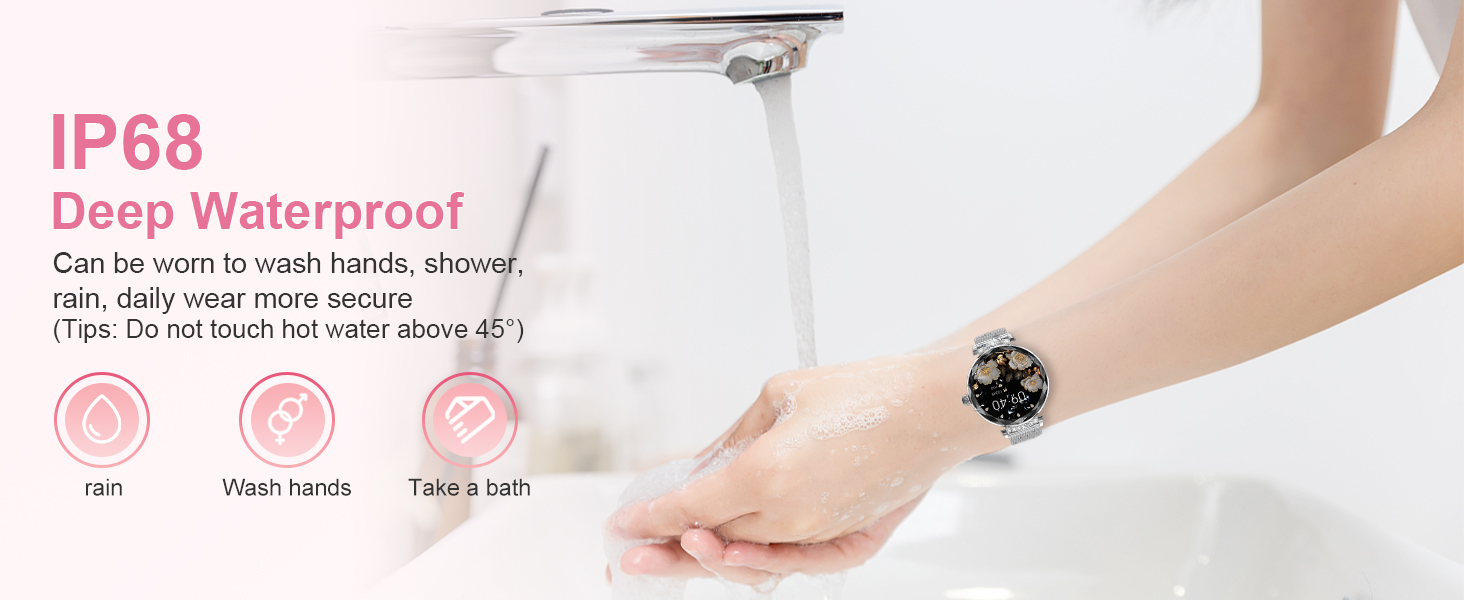 IP68
Deep Waterproof
Can be worn to wash hands, shower,
rain, daily wear more secure
(Tips: Do not touch hot water above 45°)
rain
Wash hands
Take a bath
09:40